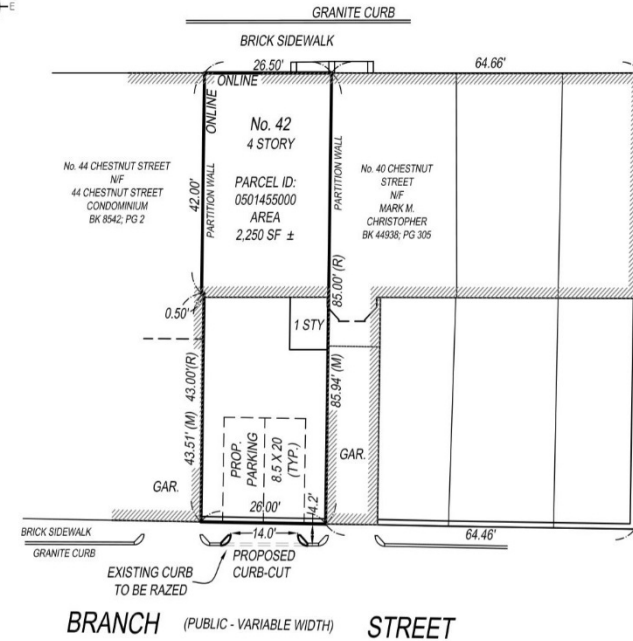 E
GRANITE CURB
BRICK SIDEWALK
26.50'
64.66'
ONLINE
ONLINE
No. 42
4 STORY
PARCEL ID:
0501455000
AREA
2,250 SF ±
No. 44 CHESTNUT STREET
N/F
44 CHESTNUT STREET
CONDOMINIUM
BK 8542; PG 2
42.00'
PARTITION WALL
PARTITION WALL
No. 40 CHESTNUT
STREET
N/F
MARK M.
CHRISTOPHER
BK 44938; PG 305
85.00' (R)
0.50'
1 STY
43.00'(R)
43.51' (M)
85.94' (M)
PROP.
PARKING
8.5 X 20
(TYP.)
GAR.
GAR.
26.00'
4.2'
BRICK SIDEWALK
GRANITE CURB
14.0'
64.46'
EXISTING CURB
TO BE RAZED
PROPOSED
CURB-CUT
BRANCH (PUBLIC - VARIABLE WIDTH) STREET